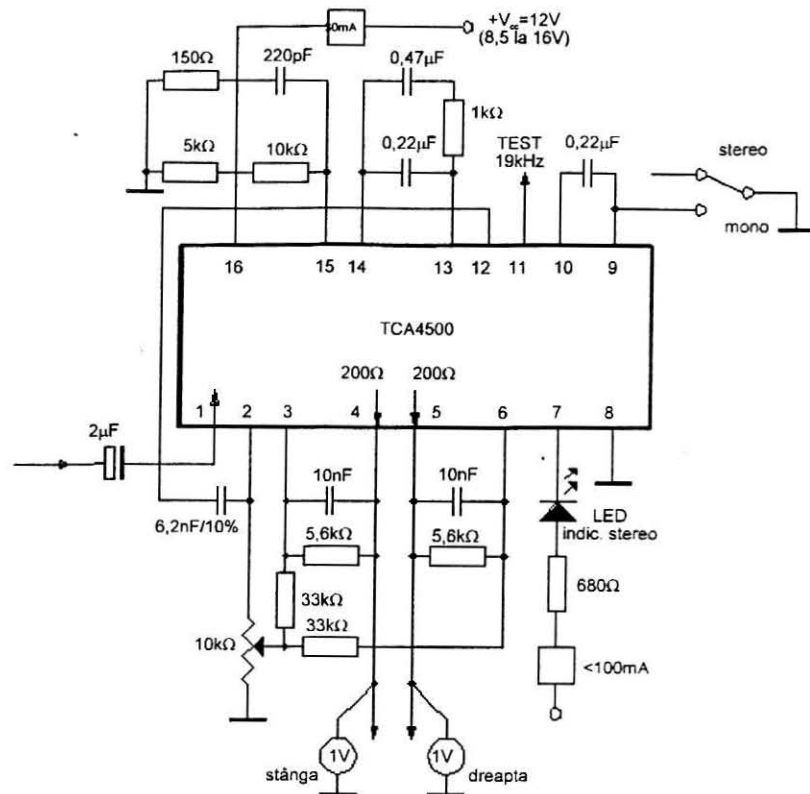 +Vcc=12V
(8,5 la 16V)
150Ω
220pF
0,47µF
1kΩ
5kΩ
10kΩ
0,22µF
TEST
19kHz
0,22µF
stereo
mono
16
15
14
13
12
11
10
9
TCA4500
200Ω
200Ω
1
2
3
4
5
6
7
8
2µF
10nF
10nF
6,2nF/10%
5,6kΩ
5,6kΩ
LED
indic. stereo
33kΩ
33kΩ
680Ω
10kΩ
<100mA
1V
1V
stânga
dreapta